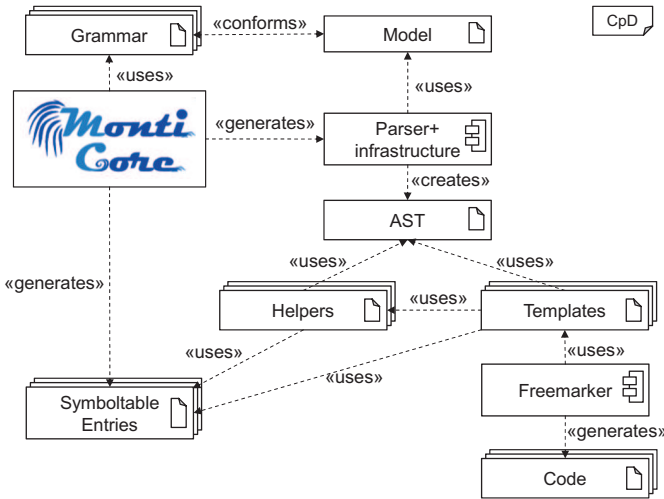 Grammar
«conforms»
Model
CpD
«uses»
«uses»
Monti
Core
«generates»
Parser+
infrastructure
«creates»
AST
«uses»
«uses»
«generates»
Helpers
«uses»
Templates
«uses»
«uses»
«uses»
Symboltable
Entries
Freemarker
«generates»
Code